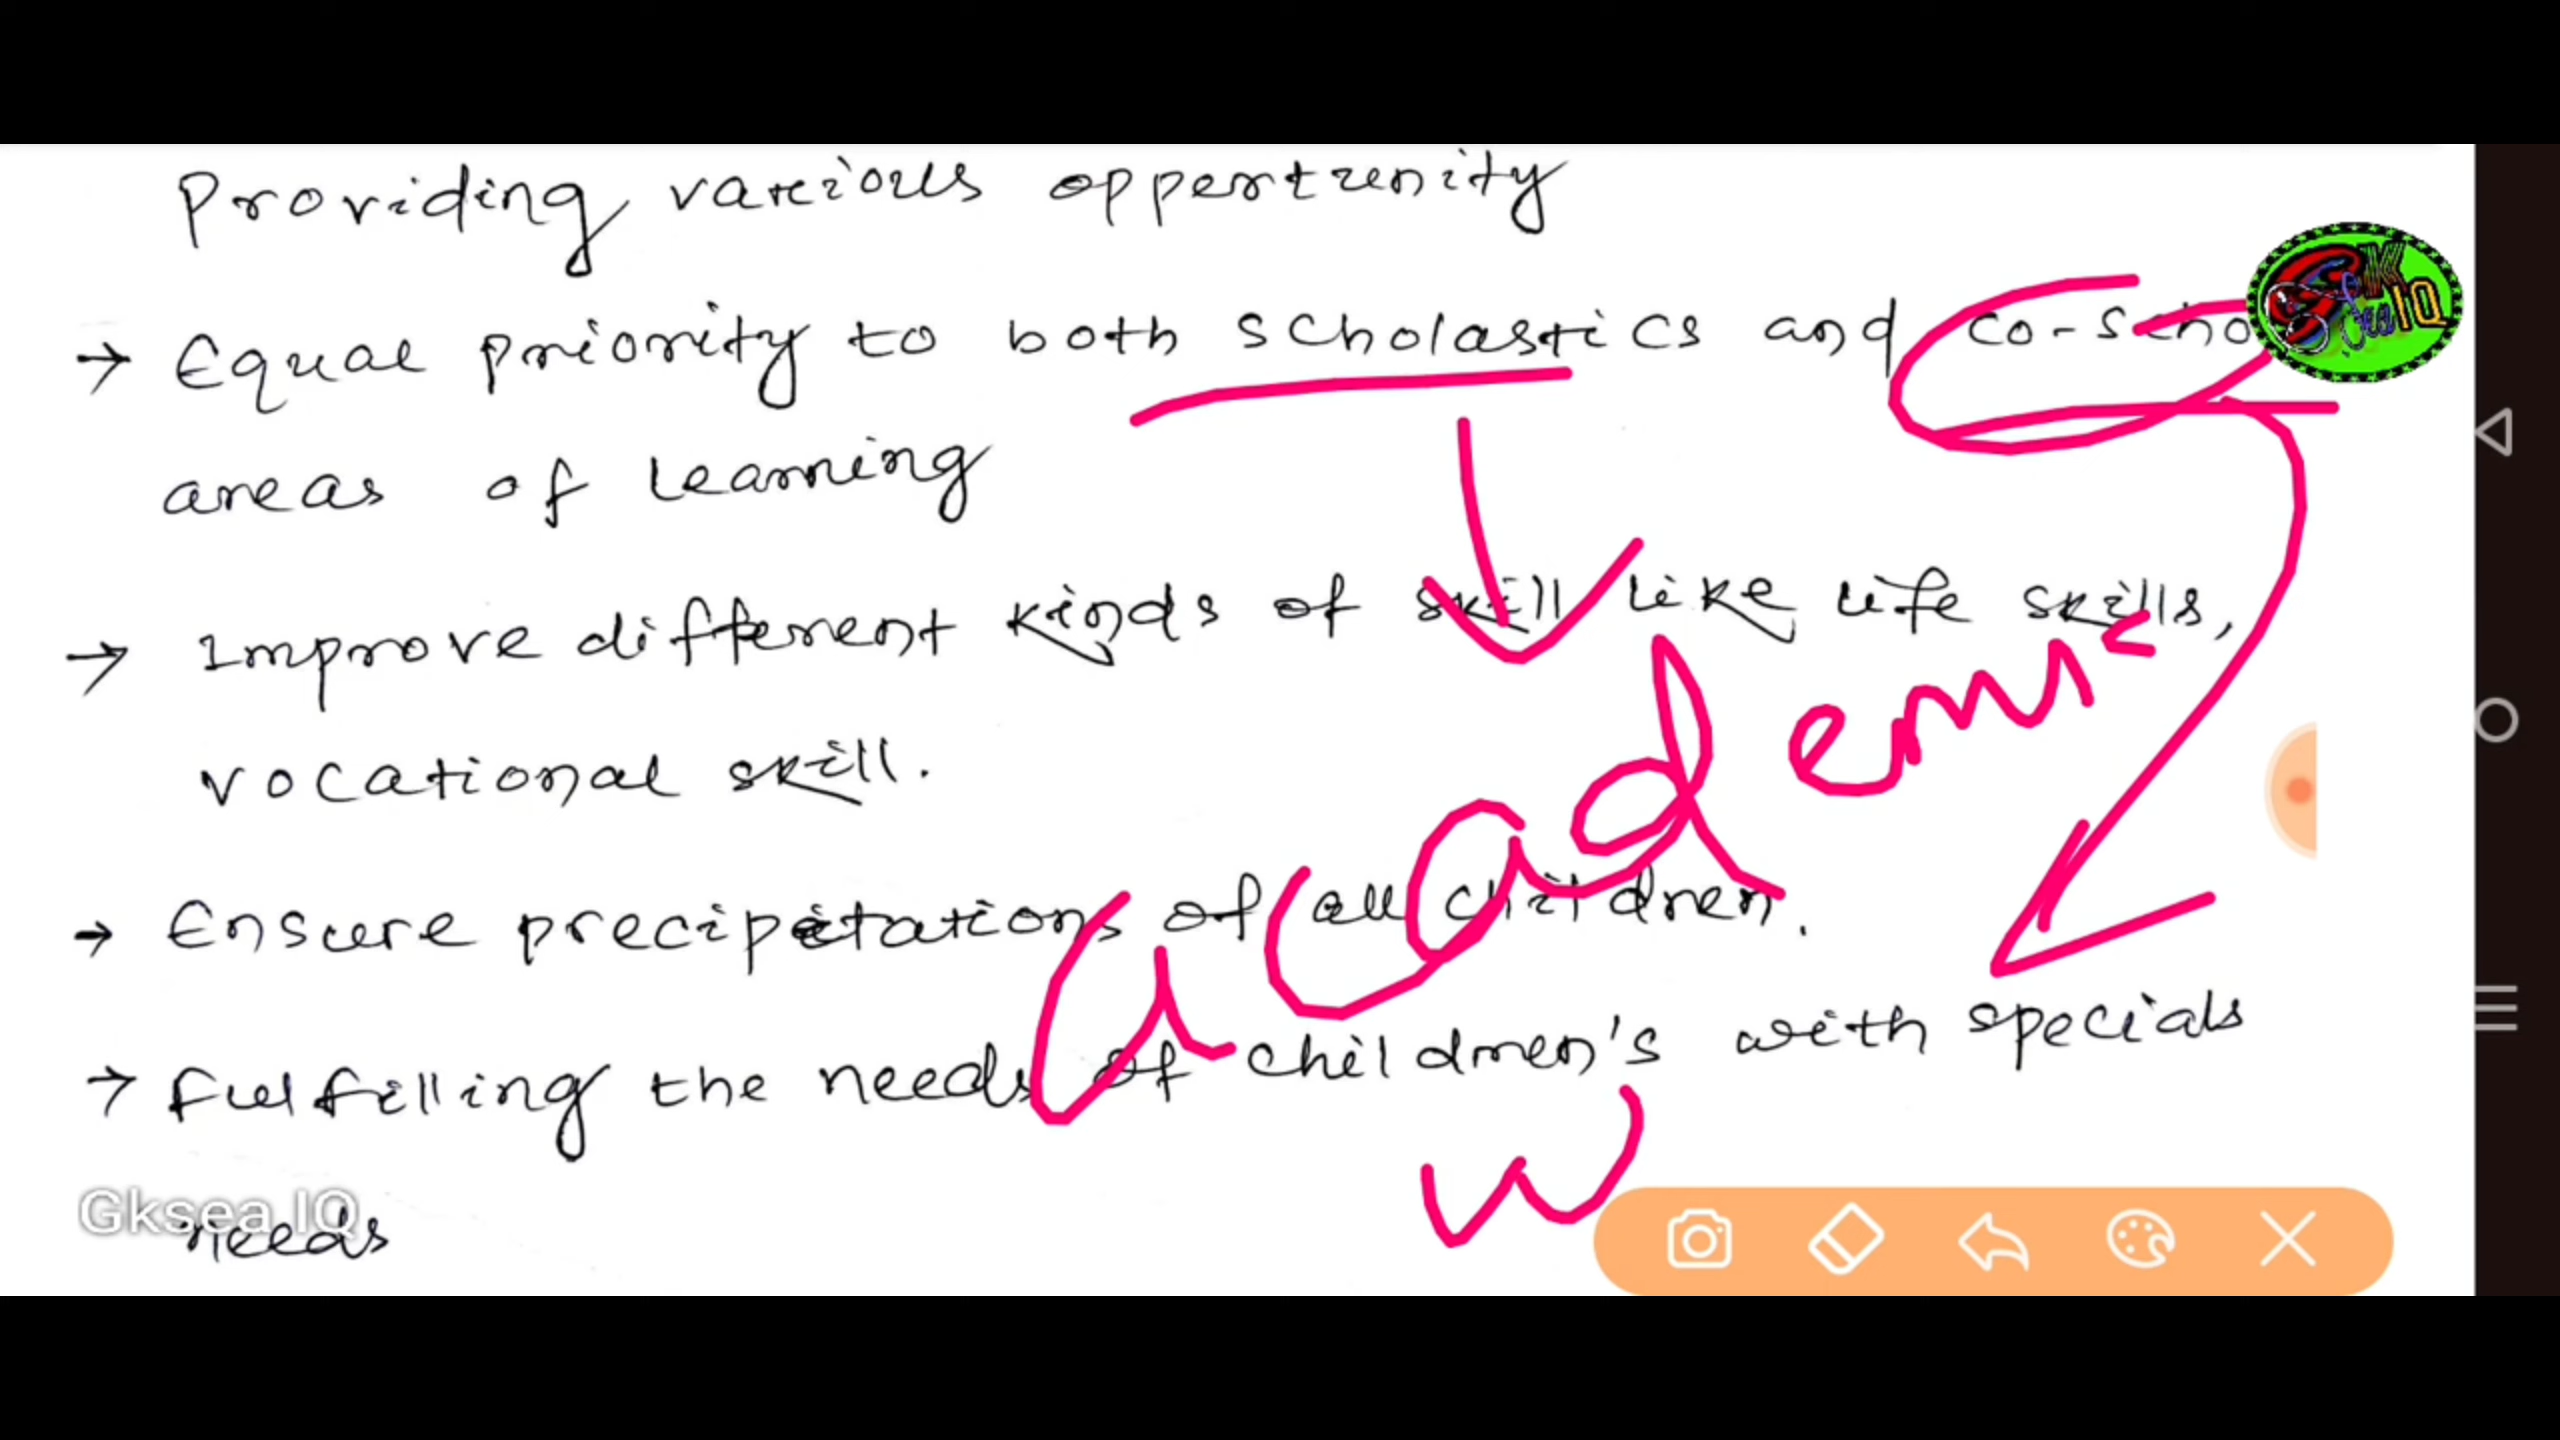 Providing various oppertunity
→ Equal priority to both scholastics and co-scho
areas of learning
→ Improve different kinds of skill like life skills,
vocational skill.
academic
→ Ensure precipitation of all children.
→ fulfilling the needs of children's with specials
needs
Gksea IQ